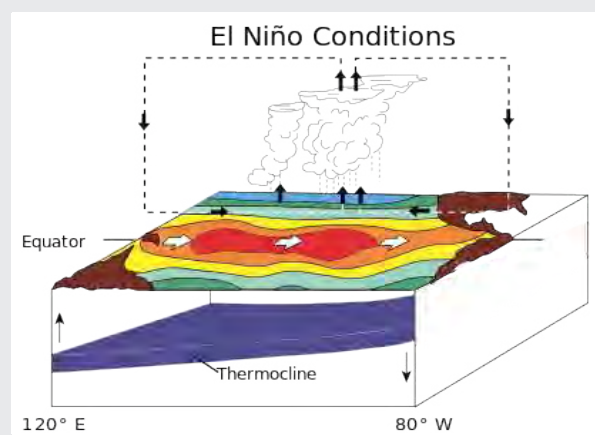 El Niño Conditions
Equator
Thermocline
120° E
80° W